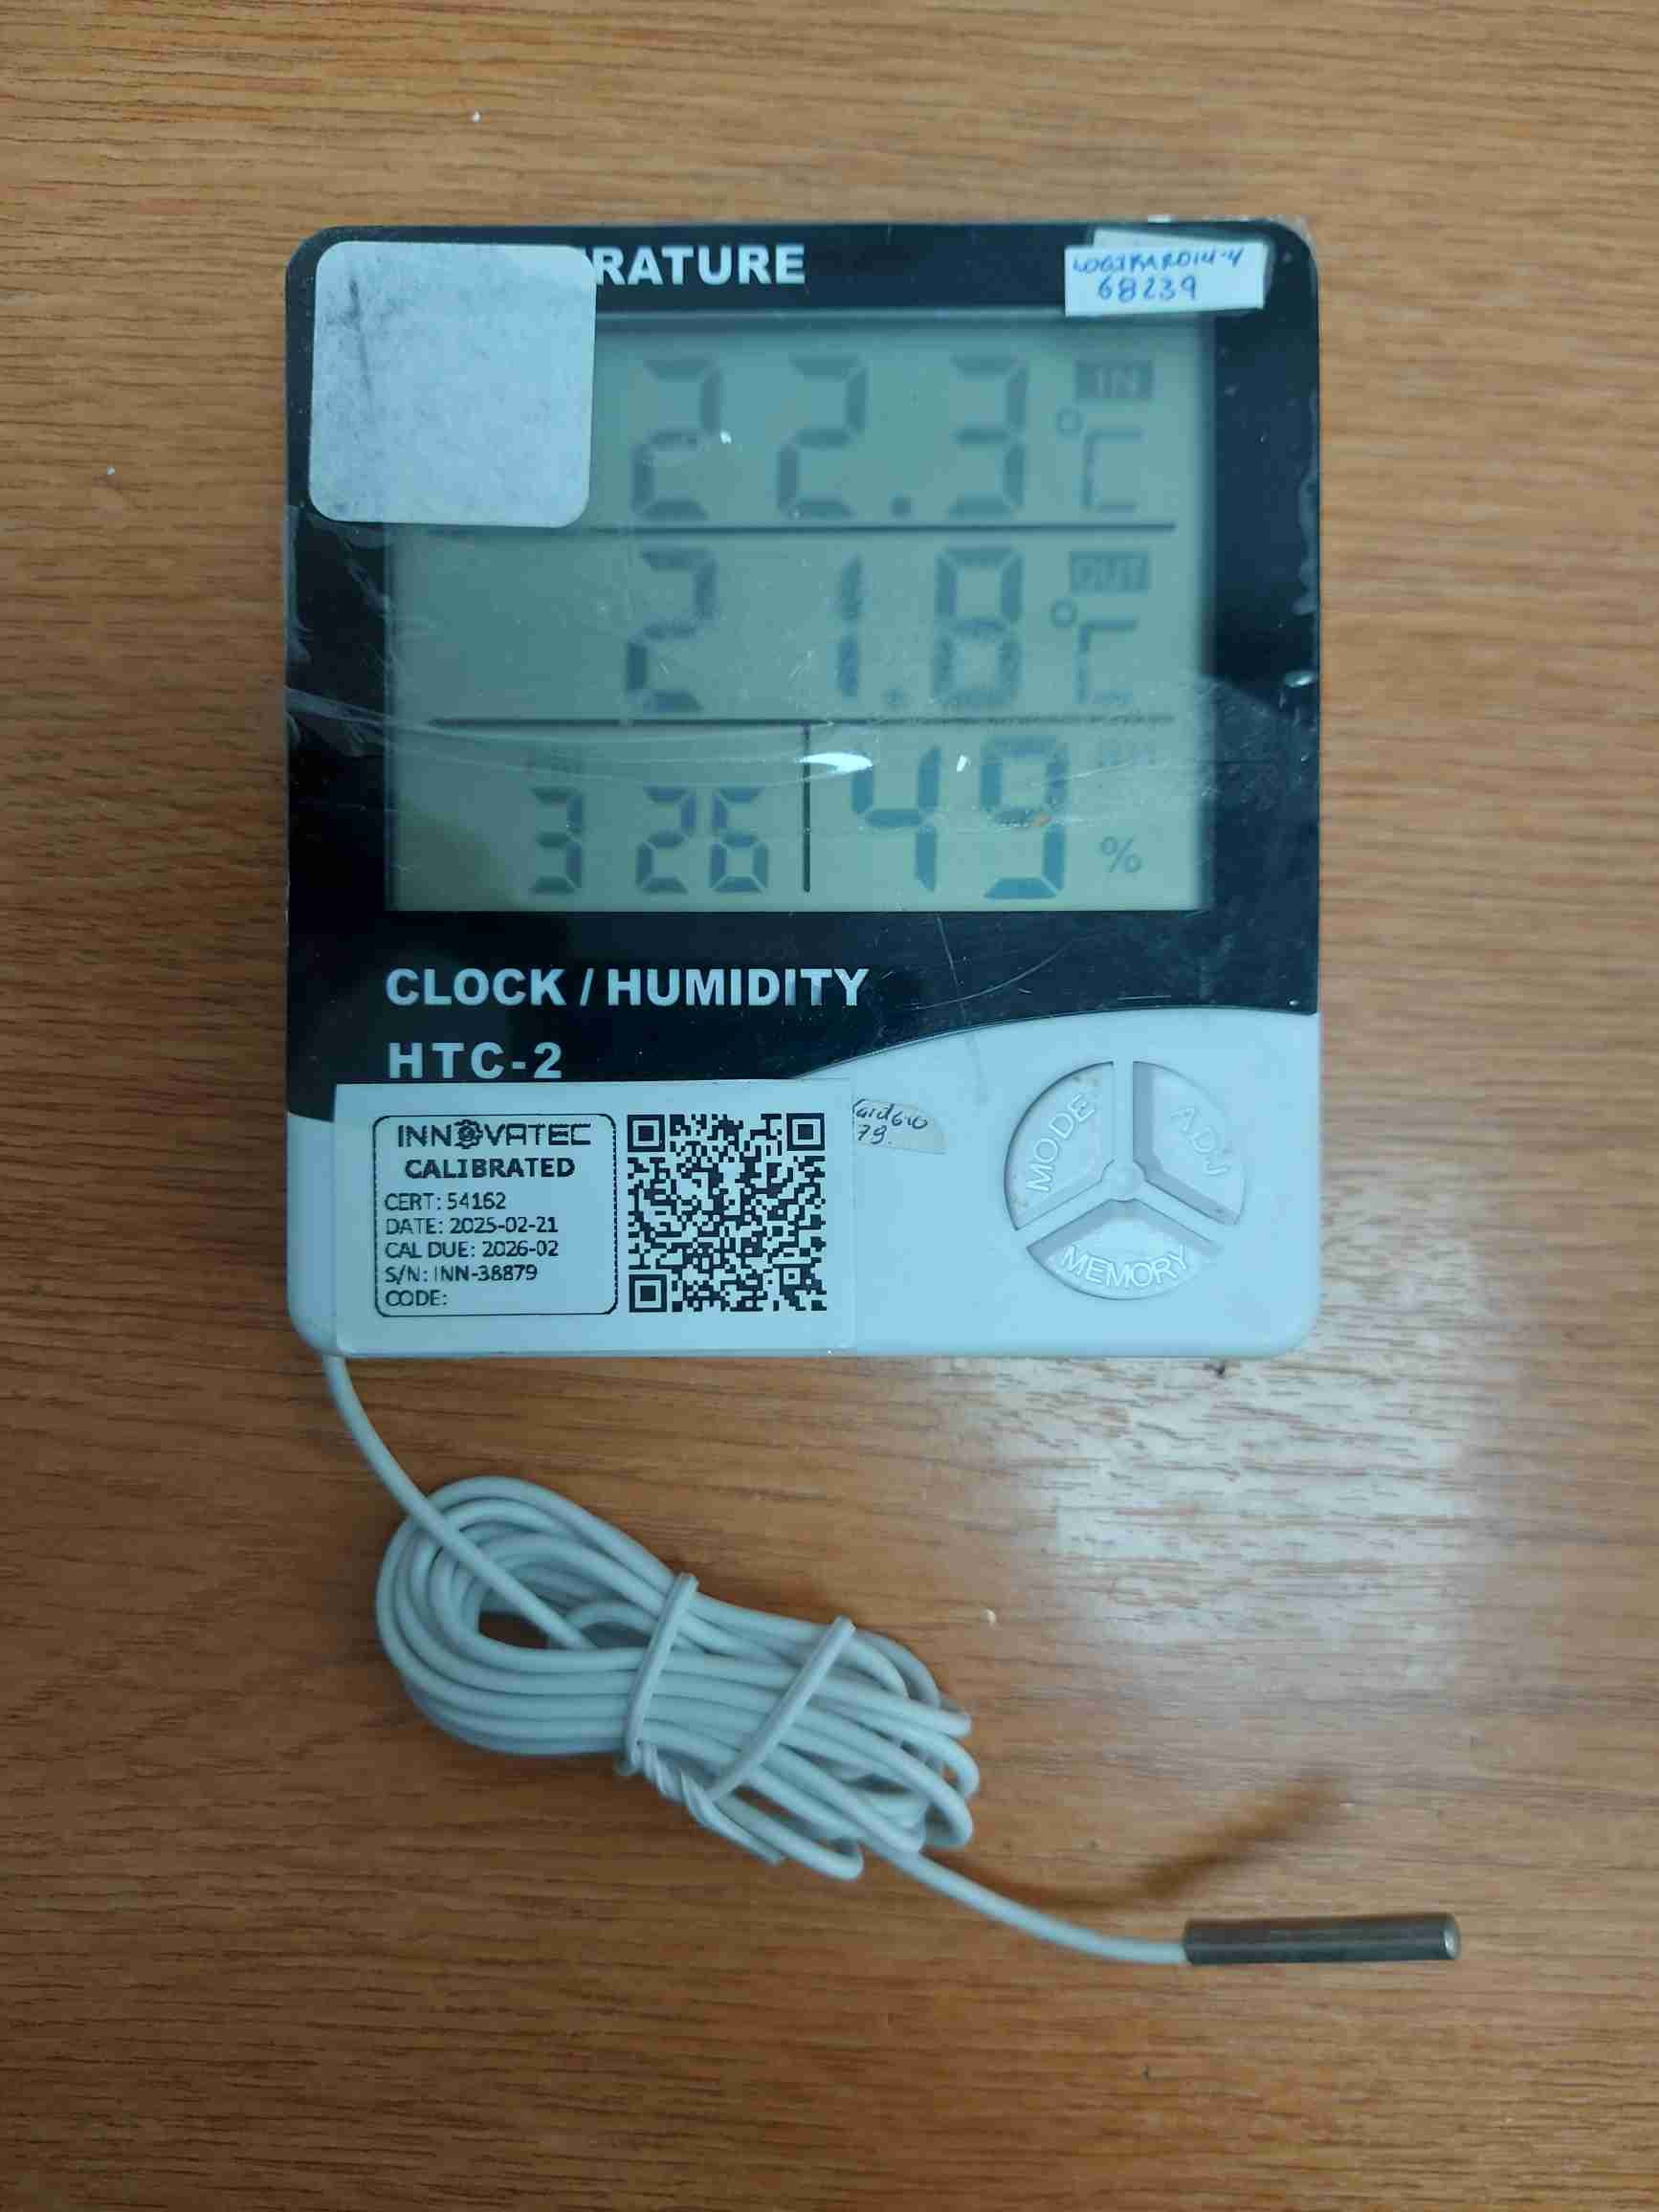 RATURE
68239
22.3 °C IN
21.8 °C OUT
3 26
49 %
CLOCK / HUMIDITY
HTC-2
INNOVATEC
CALIBRATED
CERT: 54162
DATE: 2025-02-21
CAL DUE: 2026-02
S/N: INN-38879
CODE:
79.
MODE
ADJ
MEMORY